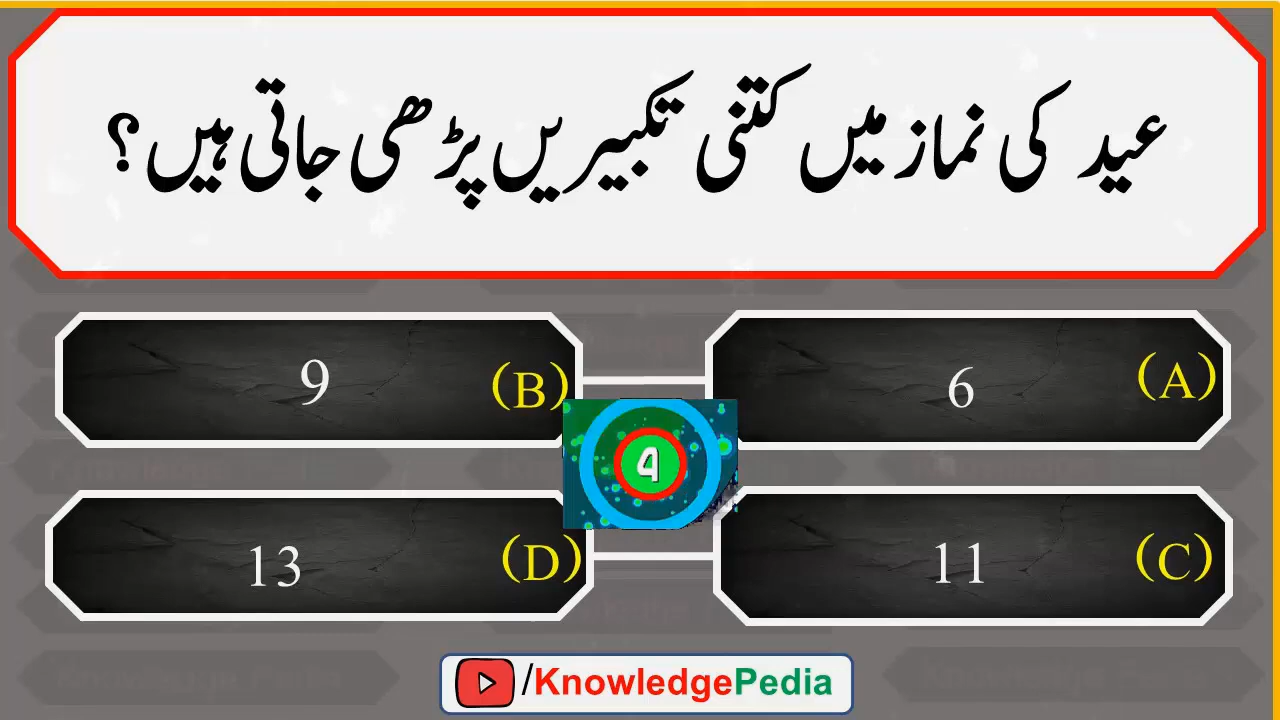 عید کی نماز میں کتنی تکبیریں پڑھی جاتی ہیں؟
(A) 6
(B) 9
(C) 11
(D) 13
4
/KnowledgePedia